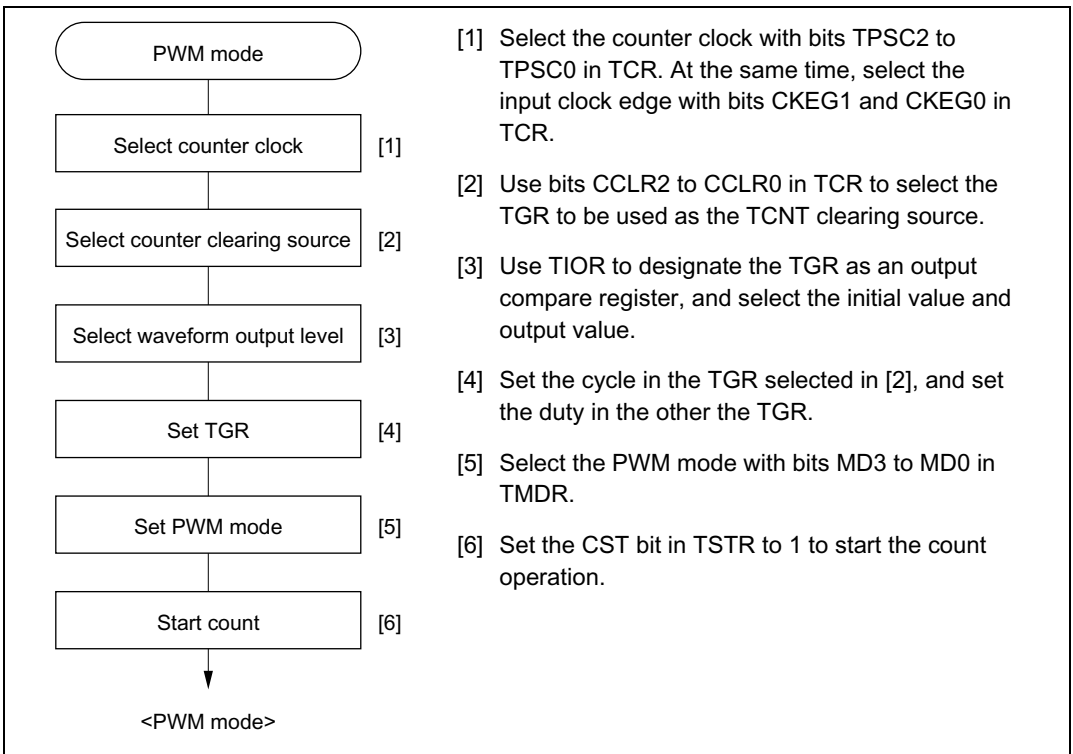 PWM mode
Select counter clock [1]
Select counter clearing source [2]
Select waveform output level [3]
Set TGR [4]
Set PWM mode [5]
Start count [6]
<PWM mode>
[1] Select the counter clock with bits TPSC2 to
TPSC0 in TCR. At the same time, select the
input clock edge with bits CKEG1 and CKEG0 in
TCR.
[2] Use bits CCLR2 to CCLR0 in TCR to select the
TGR to be used as the TCNT clearing source.
[3] Use TIOR to designate the TGR as an output
compare register, and select the initial value and
output value.
[4] Set the cycle in the TGR selected in [2], and set
the duty in the other the TGR.
[5] Select the PWM mode with bits MD3 to MD0 in
TMDR.
[6] Set the CST bit in TSTR to 1 to start the count
operation.